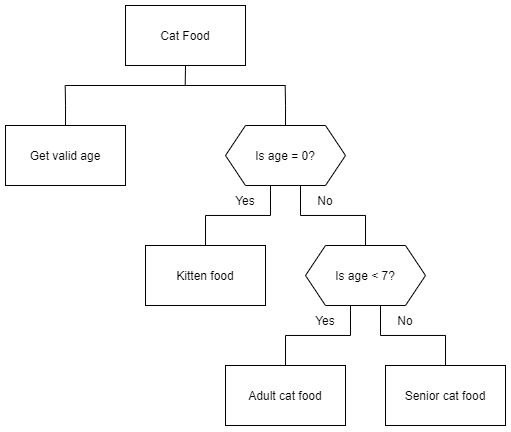 Cat Food
Get valid age
Is age = 0?
Yes
No
Kitten food
Is age < 7?
Yes
No
Adult cat food
Senior cat food